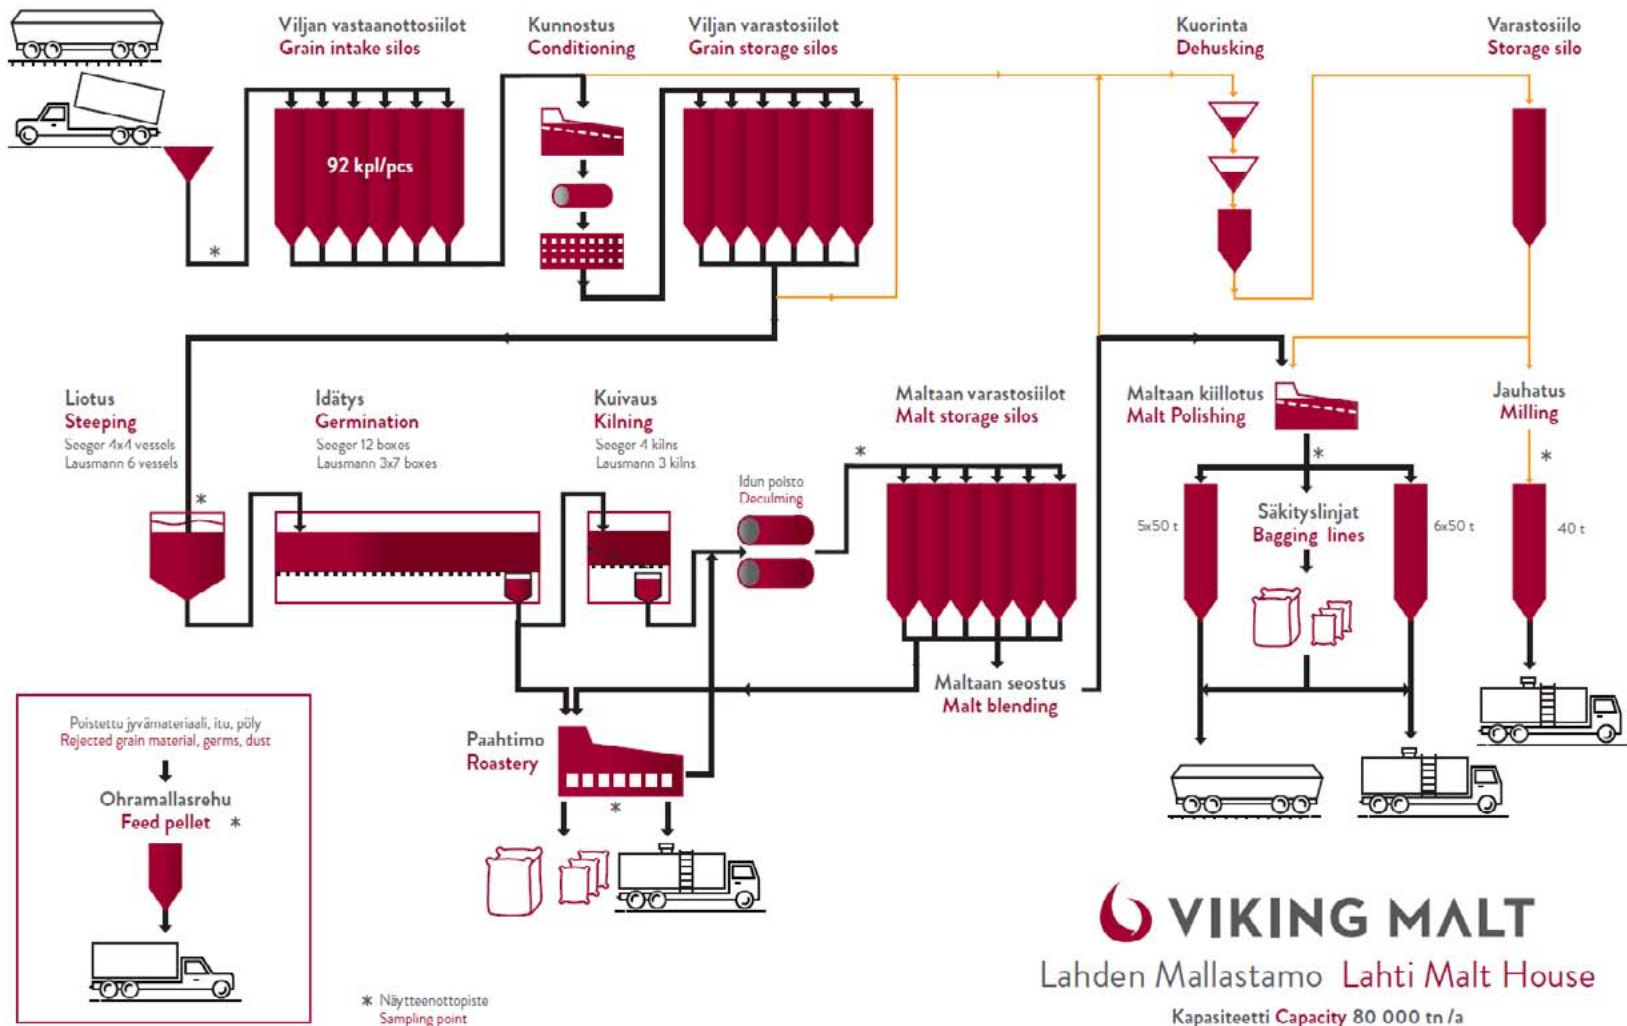 Viljan vastaanottosiilot
Grain intake silos
Kunnostus
Conditioning
Viljan varastosiilot
Grain storage silos
Kuorinta
Dehusking
Varastosiilo
Storage silo
92 kpl/pcs
*
Liotus
Steeping
Seeger 4x4 vessels
Lausmann 6 vessels
*
Idätys
Germination
Seeger 12 boxes
Lausmann 3x7 boxes
Kuivaus
Kilning
Seeger 4 kilns
Lausmann 3 kilns
Idun poisto
Deculming
*
Maltaan varastosiilot
Malt storage silos
Maltaan kiillotus
Malt Polishing
*
Jauhatus
Milling
*
5x50 t
Säkityslinjat
Bagging lines
6x50 t
40 t
Maltaan seostus
Malt blending
Paahtimo
Roastery
*
Poistettu jyvämateriaali, itu, pöly
Rejected grain material, germs, dust
Ohramallasrehu
Feed pellet *
* Näytteenottopiste
Sampling point
VIKING MALT
Lahden Mallastamo Lahti Malt House
Kapasiteetti Capacity 80 000 tn /a